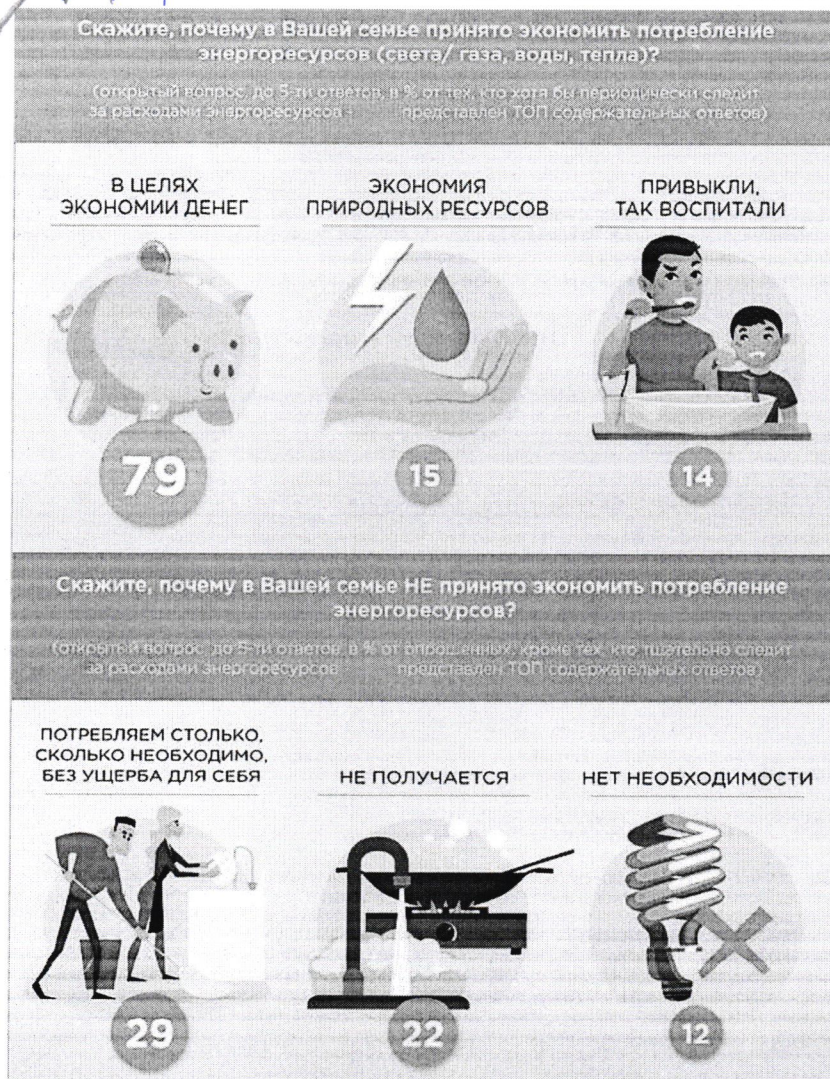 Скажите, почему в Вашей семье принято экономить потребление
энергоресурсов (света/ газа, воды, тепла)?
(открытый вопрос, до 5-ти ответов, в % от тех, кто хотя бы периодически следит
за расходами энергоресурсов представлен ТОП содержательных ответов)
В ЦЕЛЯХ
ЭКОНОМИИ ДЕНЕГ
ЭКОНОМИЯ
ПРИРОДНЫХ РЕСУРСОВ
ПРИВЫКЛИ,
ТАК ВОСПИТАЛИ
79
15
14
Скажите, почему в Вашей семье НЕ принято экономить потребление
энергоресурсов?
(открытый вопрос, до 5-ти ответов, в % от опрошенных, кроме тех, кто тщательно следит
за расходами энергоресурсов представлен ТОП содержательных ответов)
ПОТРЕБЛЯЕМ СТОЛЬКО,
СКОЛЬКО НЕОБХОДИМО,
БЕЗ УЩЕРБА ДЛЯ СЕБЯ
НЕ ПОЛУЧАЕТСЯ
НЕТ НЕОБХОДИМОСТИ
29
22
12